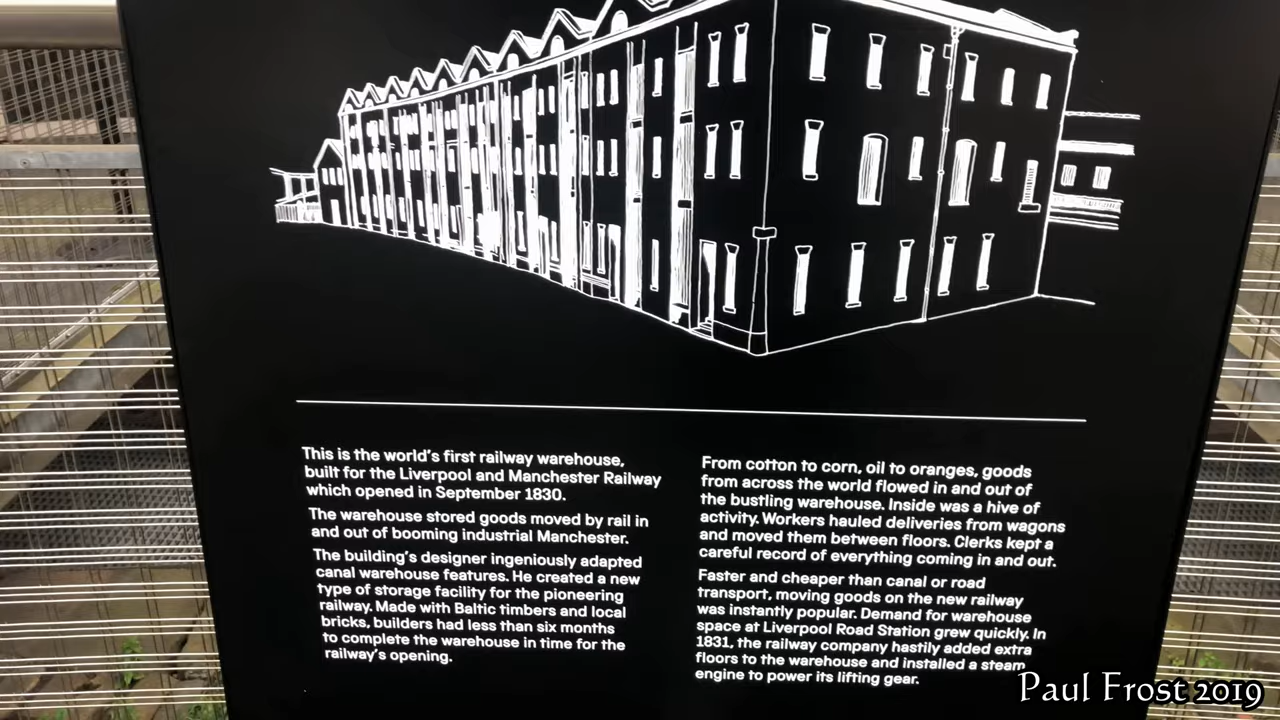 This is the world's first railway warehouse,
built for the Liverpool and Manchester Railway
which opened in September 1830.
The warehouse stored goods moved by rail in
and out of booming industrial Manchester.
The building's designer ingeniously adapted
canal warehouse features. He created a new
type of storage facility for the pioneering
railway. Made with Baltic timbers and local
bricks, builders had less than six months
to complete the warehouse in time for the
railway's opening.
From cotton to corn, oil to oranges, goods
from across the world flowed in and out of
the bustling warehouse. Inside was a hive of
activity. Workers hauled deliveries from wagons
and moved them between floors. Clerks kept a
careful record of everything coming in and out.
Faster and cheaper than canal or road
transport, moving goods on the new railway
was instantly popular. Demand for warehouse
space at Liverpool Road Station grew quickly. In
1831, the railway company hastily added extra
floors to the warehouse and installed a steam
engine to power its lifting gear.
Paul Frost 2019